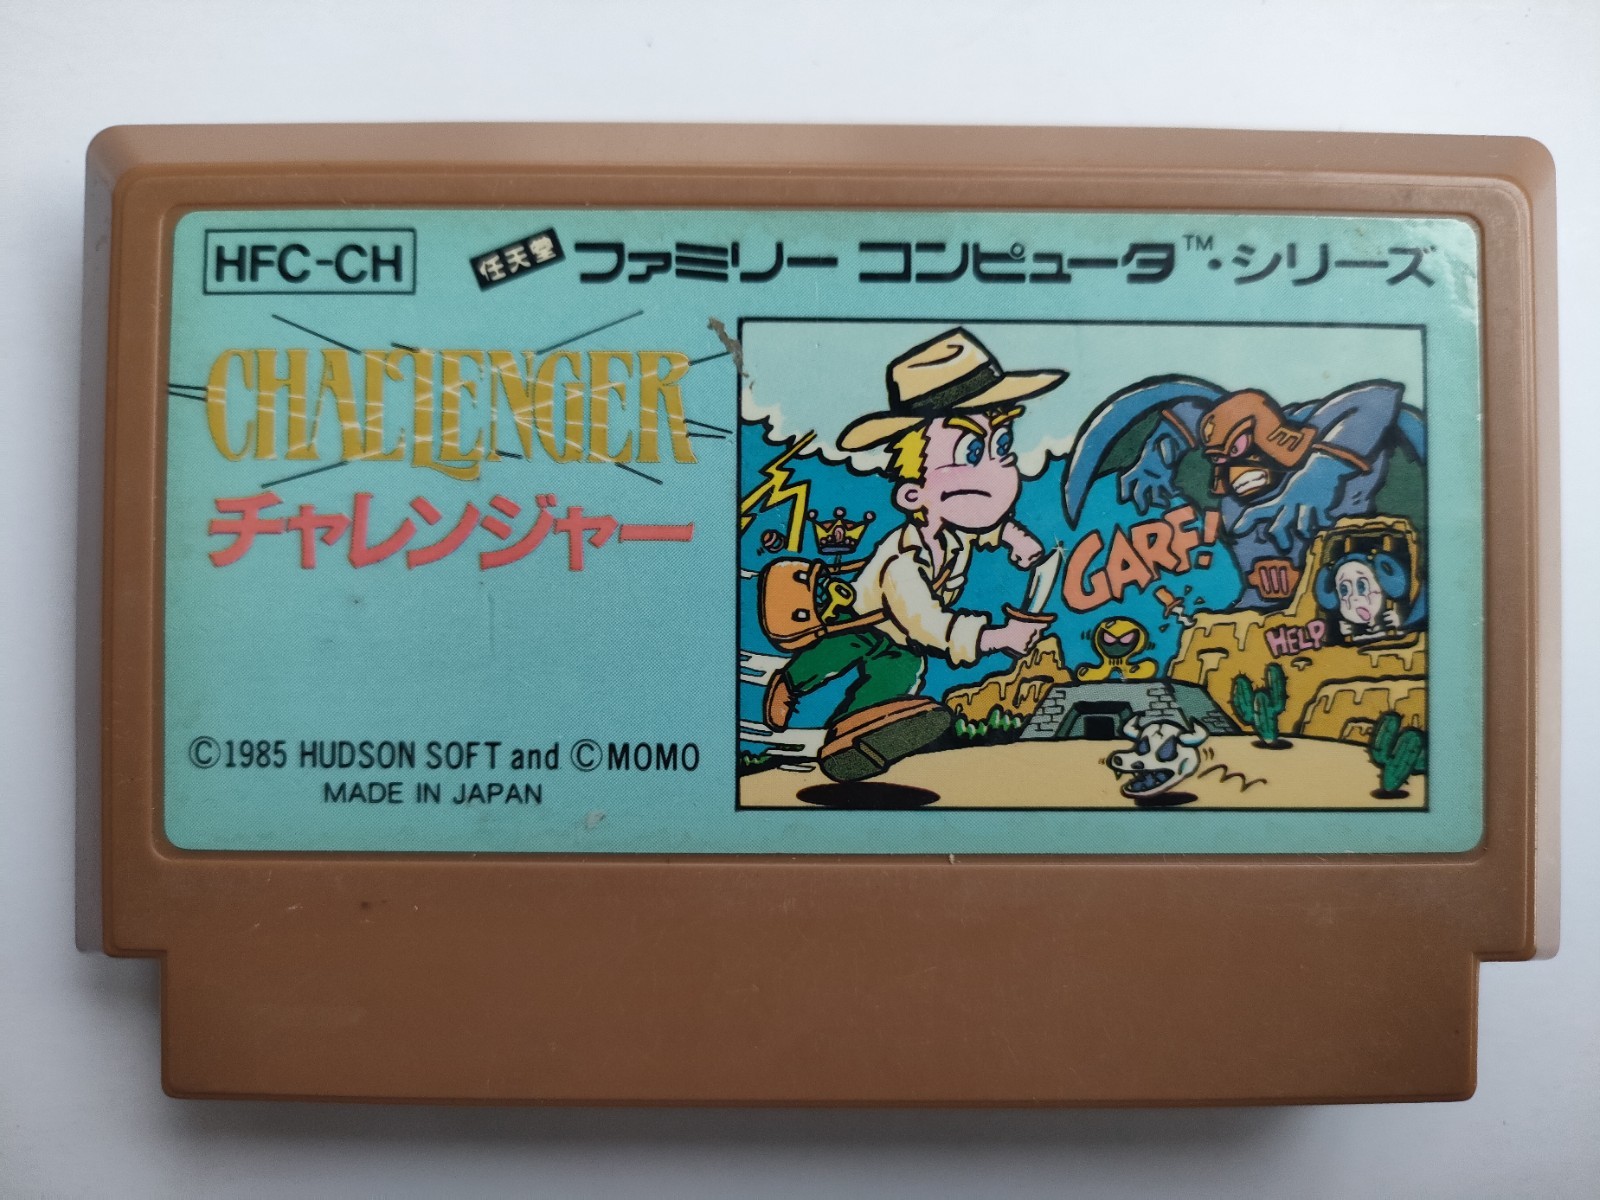 HFC-CH
任天堂 ファミリー コンピュータ™・シリーズ
CHALLENGER
チャレンジャー
GARF!
HELP
©1985 HUDSON SOFT and ©MOMO
MADE IN JAPAN